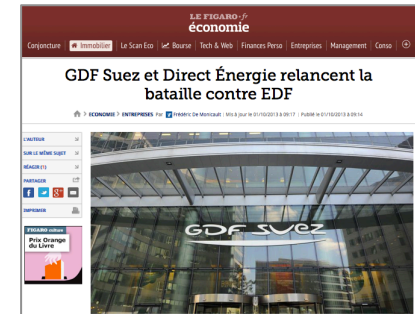 LE FIGARO·fr
économie
Conjoncture Immobilier Le Scan Eco Bourse Tech & Web Finances Perso Entreprises Management Conso
GDF Suez et Direct Énergie relancent la
bataille contre EDF
> ECONOMIE > ENTREPRISES Par Frédéric De Monicault | Mis à jour le 01/10/2013 à 09:17 | Publié le 01/10/2013 à 09:14
L'AUTEUR
SUR LE MÊME SUJET
RÉAGIR (1)
PARTAGER
IMPRIMER
FIGARO culture
Prix Orange
du Livre
GDF SUEZ